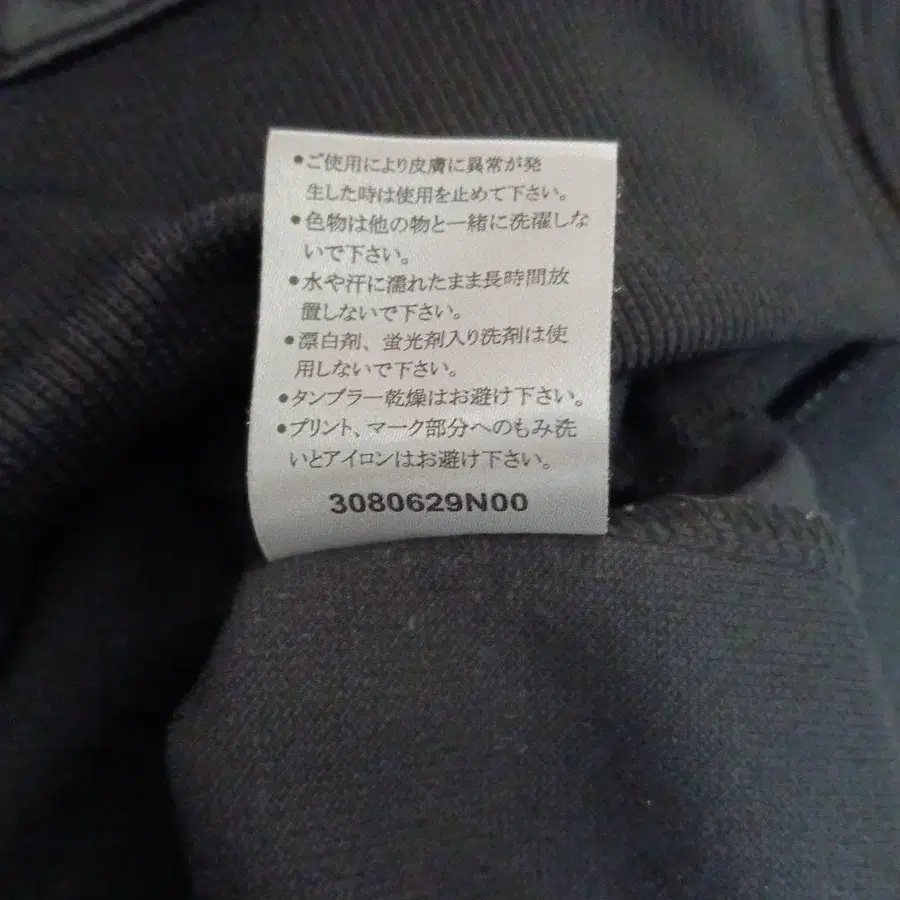 •ご使用により皮膚に異常が発
生した時は使用を止めて下さい。
•色物は他の物と一緒に洗濯しな
いで下さい。
•水や汗に濡れたまま長時間放
置しないで下さい。
•漂白剤、蛍光剤入り洗剤は使
用しないで下さい。
•タンブラー乾燥はお避け下さい。
•プリント、マーク部分へのもみ洗
いとアイロンはお避け下さい。
3080629N00